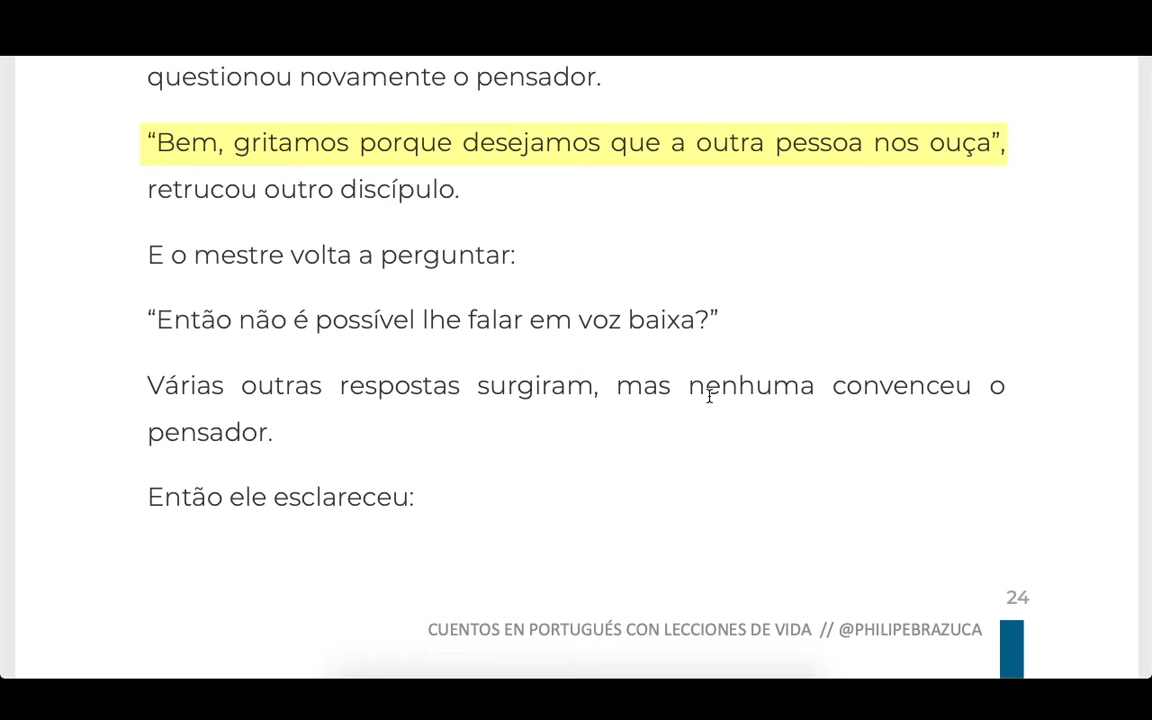 questionou novamente o pensador.
“Bem, gritamos porque desejamos que a outra pessoa nos ouça”,
retrucou outro discípulo.
E o mestre volta a perguntar:
“Então não é possível lhe falar em voz baixa?”
Várias outras respostas surgiram, mas nenhuma convenceu o
pensador.
Então ele esclareceu:
24
CUENTOS EN PORTUGUÉS CON LECCIONES DE VIDA // @PHILIPEBRAZUCA